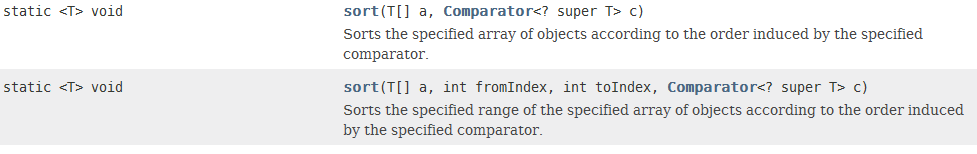 static <T> void sort(T[] a, Comparator<? super T> c)
Sorts the specified array of objects according to the order induced by the specified
comparator.
static <T> void sort(T[] a, int fromIndex, int toIndex, Comparator<? super T> c)
Sorts the specified range of the specified array of objects according to the order induced
by the specified comparator.